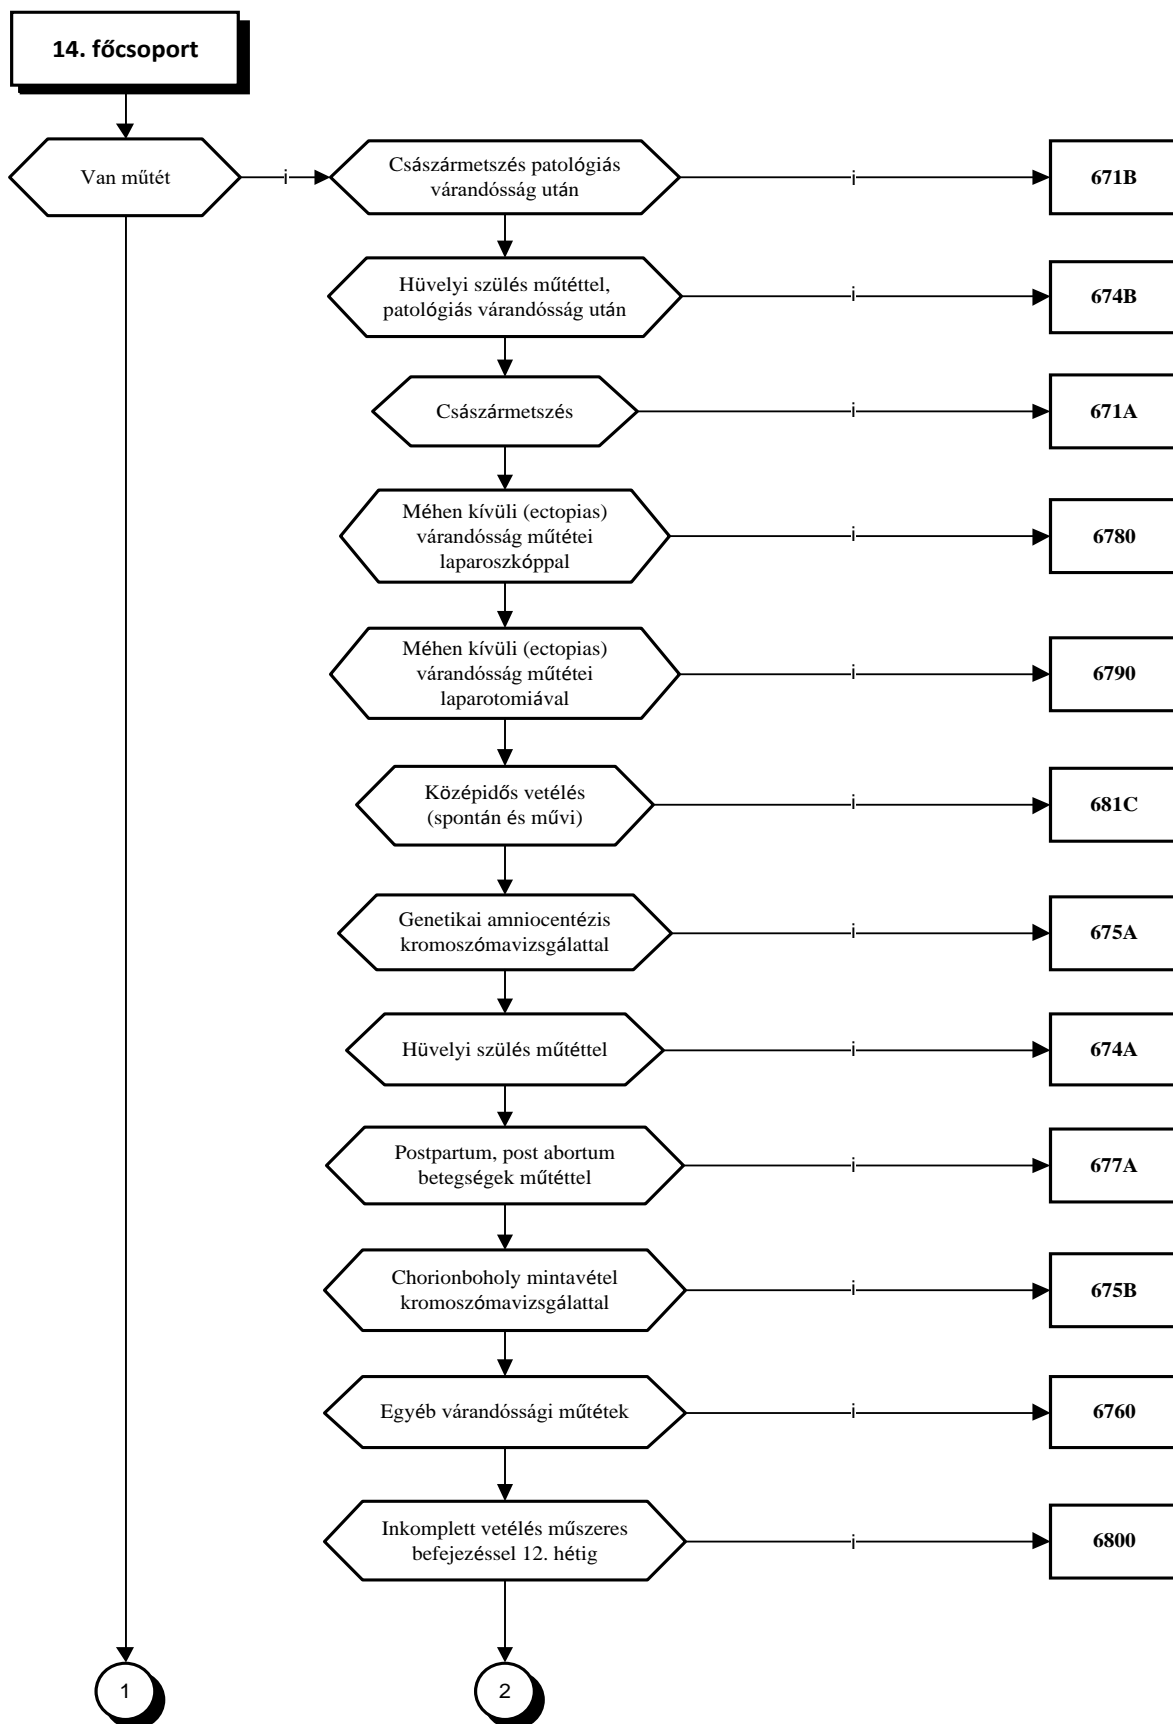 14. főcsoport
Van műtét
i
Császármetszés patológiás
várandósság után
i
671B
Hüvelyi szülés műtéttel,
patológiás várandósság után
i
674B
Császármetszés
i
671A
Méhen kívüli (ectopias)
várandósság műtétei
laparoszkóppal
i
6780
Méhen kívüli (ectopias)
várandósság műtétei
laparotomiával
i
6790
Középidős vetélés
(spontán és művi)
i
681C
Genetikai amniocentézis
kromoszómavizsgálattal
i
675A
Hüvelyi szülés műtéttel
i
674A
Postpartum, post abortum
betegségek műtéttel
i
677A
Chorionboholy mintavétel
kromoszómavizsgálattal
i
675B
Egyéb várandóssági műtétek
i
6760
Inkomplett vetélés műszeres
befejezéssel 12. hétig
i
6800
1
2